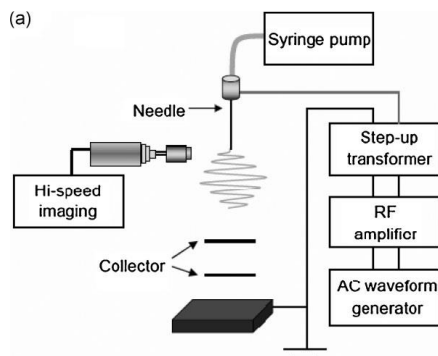 (a)
Syringe pump
Needle
Step-up
transformer
Hi-speed
imaging
RF
amplifier
Collector
AC waveform
generator